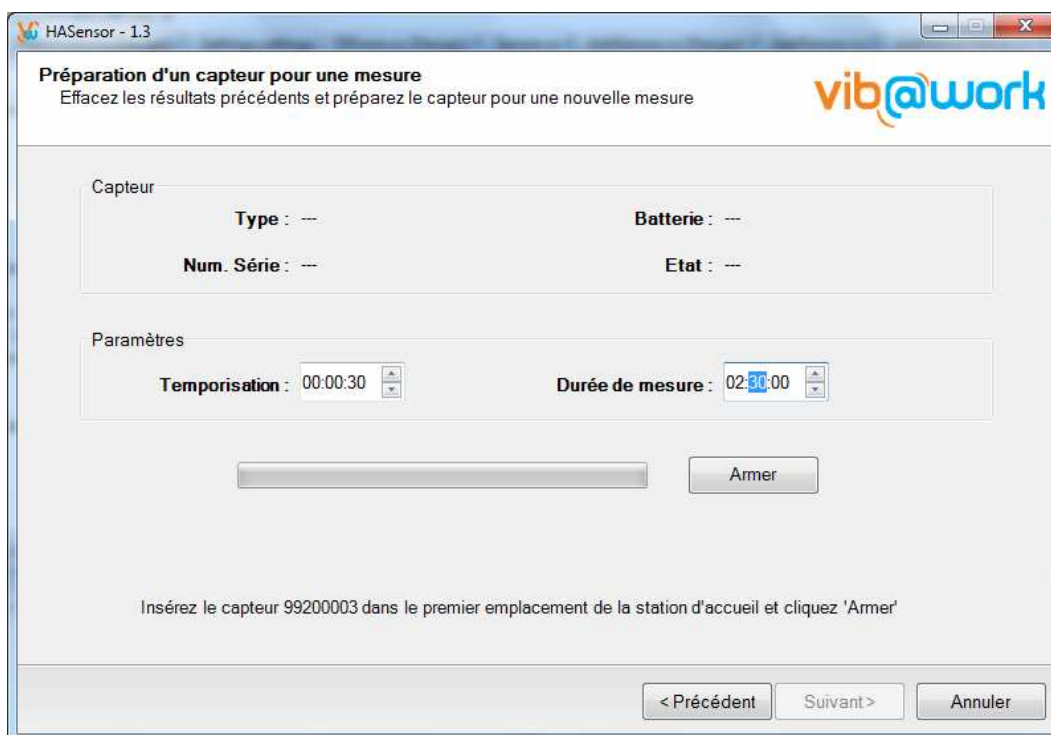 HASensor - 1.3
Préparation d'un capteur pour une mesure
Effacez les résultats précédents et préparez le capteur pour une nouvelle mesure
vib@work
Capteur
Type : --- Batterie : ---
Num. Série : --- Etat : ---
Paramètres
Temporisation : 00:00:30 Durée de mesure : 02:30:00
Armer
Insérez le capteur 99200003 dans le premier emplacement de la station d'accueil et cliquez 'Armer'
< Précédent Suivant > Annuler